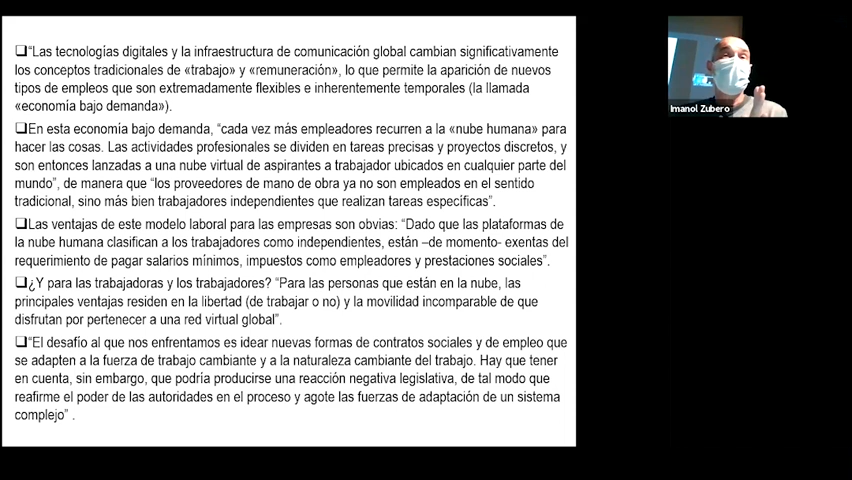 ❑“Las tecnologías digitales y la infraestructura de comunicación global cambian significativamente
los conceptos tradicionales de «trabajo» y «remuneración», lo que permite la aparición de nuevos
tipos de empleos que son extremadamente flexibles e inherentemente temporales (la llamada
«economía bajo demanda»).
❑En esta economía bajo demanda, “cada vez más empleadores recurren a la «nube humana» para
hacer las cosas. Las actividades profesionales se dividen en tareas precisas y proyectos discretos, y
son entonces lanzadas a una nube virtual de aspirantes a trabajador ubicados en cualquier parte del
mundo”, de manera que “los proveedores de mano de obra ya no son empleados en el sentido
tradicional, sino más bien trabajadores independientes que realizan tareas específicas”.
❑Las ventajas de este modelo laboral para las empresas son obvias: “Dado que las plataformas de
la nube humana clasifican a los trabajadores como independientes, están –de momento- exentas del
requerimiento de pagar salarios mínimos, impuestos como empleadores y prestaciones sociales”.
❑¿Y para las trabajadoras y los trabajadores? “Para las personas que están en la nube, las
principales ventajas residen en la libertad (de trabajar o no) y la movilidad incomparable de que
disfrutan por pertenecer a una red virtual global”.
❑“El desafío al que nos enfrentamos es idear nuevas formas de contratos sociales y de empleo que
se adapten a la fuerza de trabajo cambiante y a la naturaleza cambiante del trabajo. Hay que tener
en cuenta, sin embargo, que podría producirse una reacción negativa legislativa, de tal modo que
reafirme el poder de las autoridades en el proceso y agote las fuerzas de adaptación de un sistema
complejo” .
Imanol Zubero